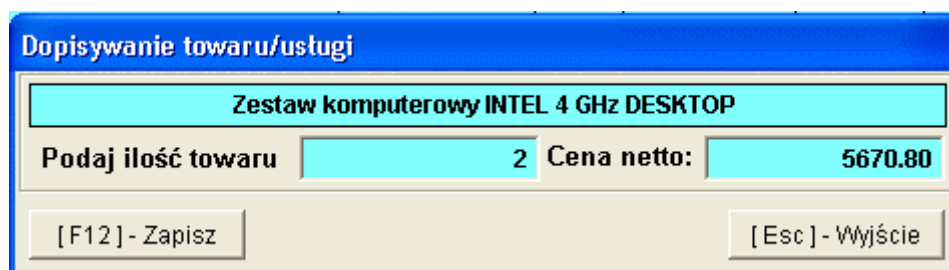 Dopisywanie towaru/usługi
Zestaw komputerowy INTEL 4 GHz DESKTOP
Podaj ilość towaru 2 Cena netto: 5670.80
[ F12 ] - Zapisz [ Esc ] - Wyjście